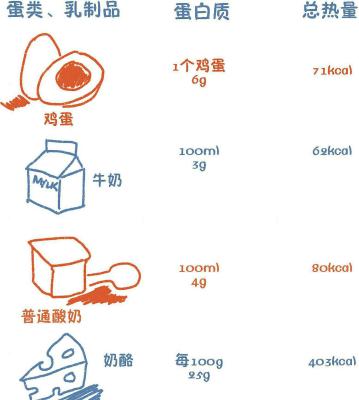 蛋类、乳制品 蛋白质 总热量
1个鸡蛋
6g
71kcal
鸡蛋
100ml
3g
62kcal
MYLK
牛奶
100ml
4g
80kcal
普通酸奶
奶酪
每100g
25g
403kcal